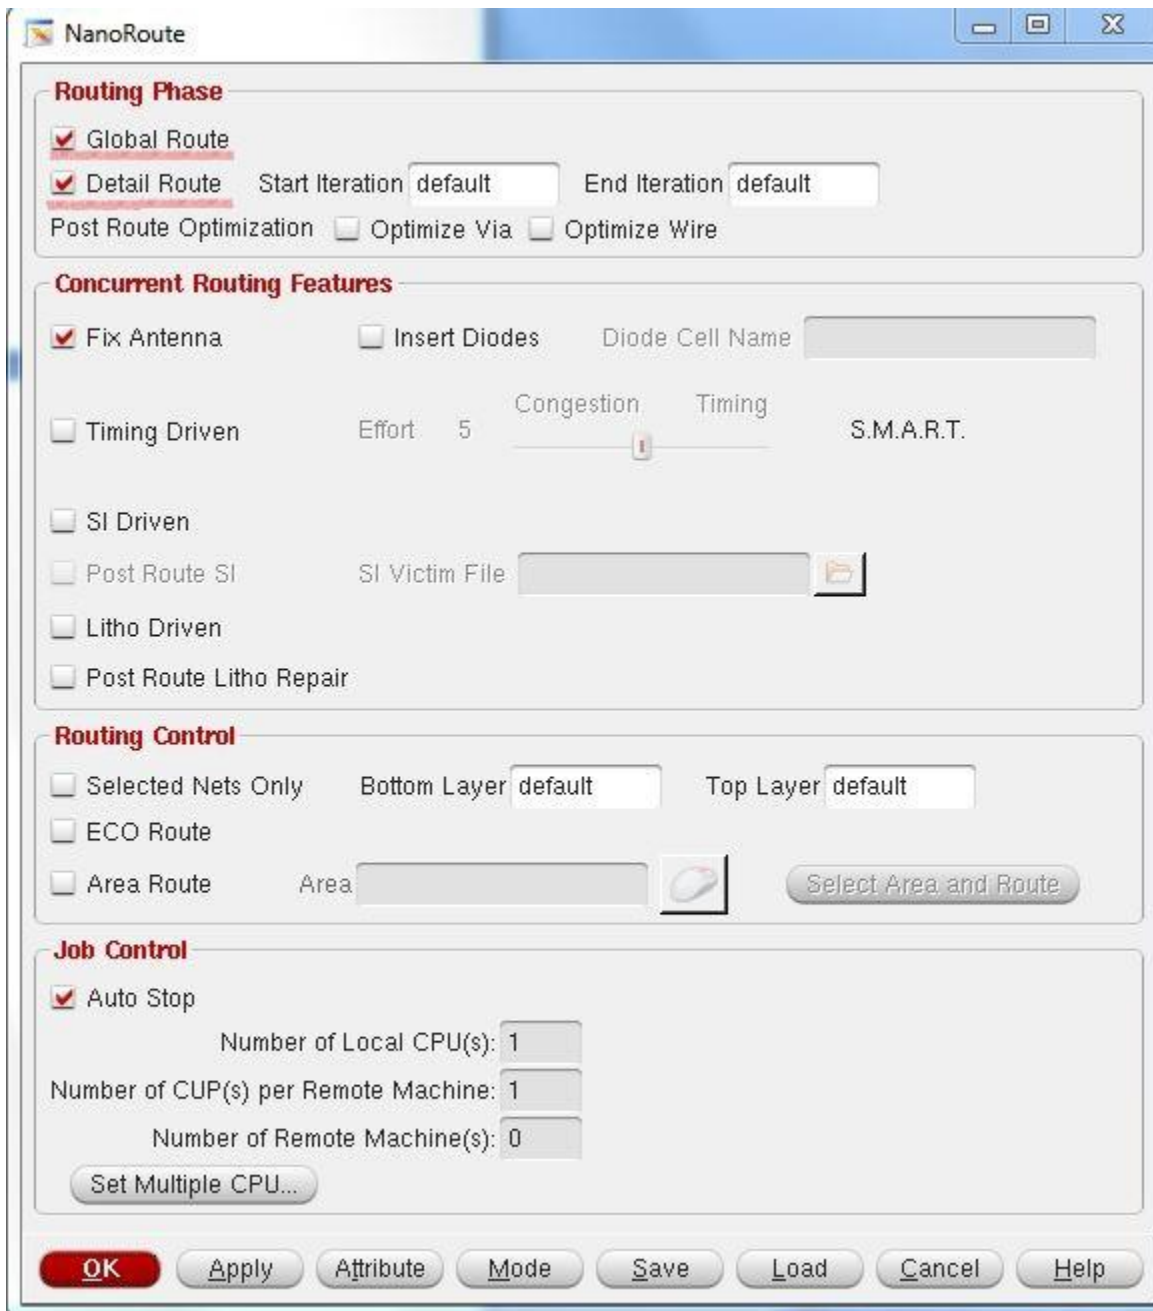 NanoRoute
Routing Phase
Global Route
Detail Route Start Iteration default End Iteration default
Post Route Optimization Optimize Via Optimize Wire
Concurrent Routing Features
Fix Antenna Insert Diodes Diode Cell Name
Congestion Timing
Timing Driven Effort 5 S.M.A.R.T.
SI Driven
Post Route SI SI Victim File
Litho Driven
Post Route Litho Repair
Routing Control
Selected Nets Only Bottom Layer default Top Layer default
ECO Route
Area Route Area Select Area and Route
Job Control
Auto Stop
Number of Local CPU(s): 1
Number of CUP(s) per Remote Machine: 1
Number of Remote Machine(s): 0
Set Multiple CPU...
OK Apply Attribute Mode Save Load Cancel Help